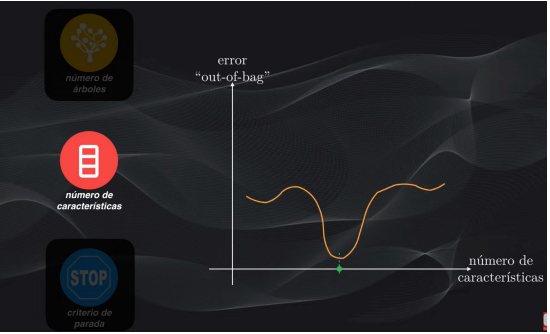 número de
árboles
número de
características
STOP
criterio de
parada
error
“out-of-bag”
número de
características